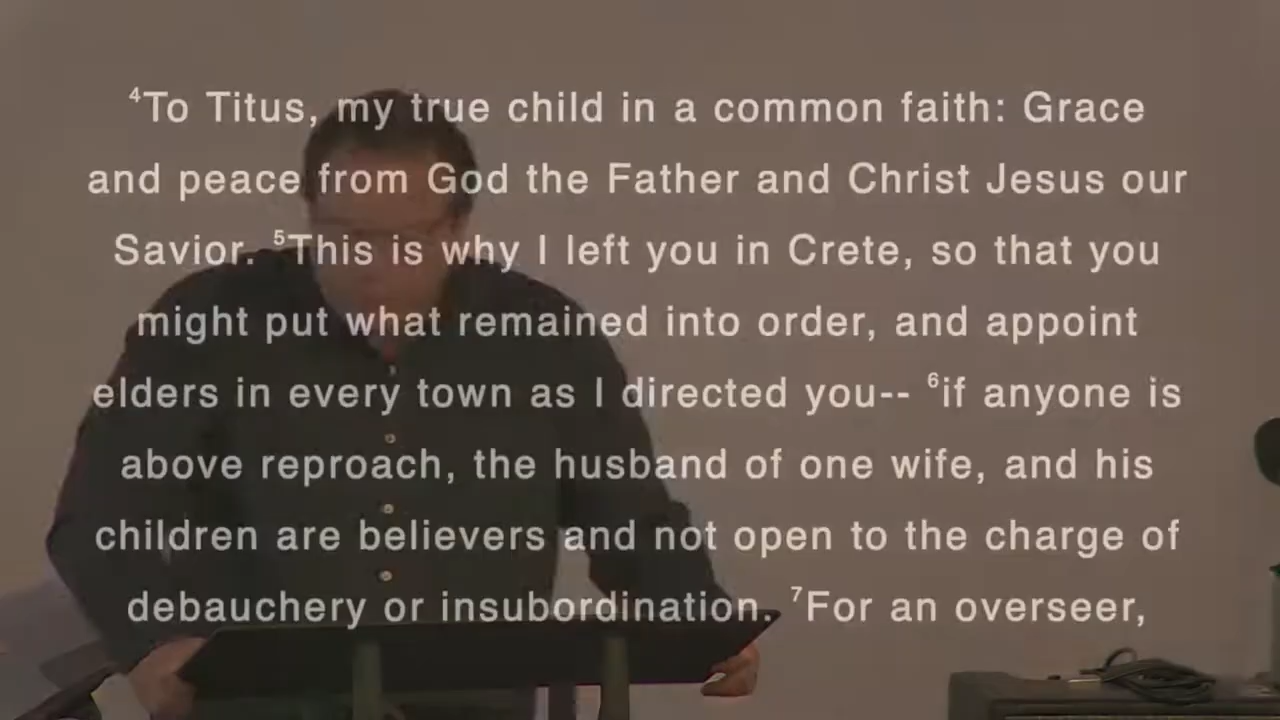 ⁴To Titus, my true child in a common faith: Grace
and peace from God the Father and Christ Jesus our
Savior. ⁵This is why I left you in Crete, so that you
might put what remained into order, and appoint
elders in every town as I directed you-- ⁶if anyone is
above reproach, the husband of one wife, and his
children are believers and not open to the charge of
debauchery or insubordination. ⁷For an overseer,